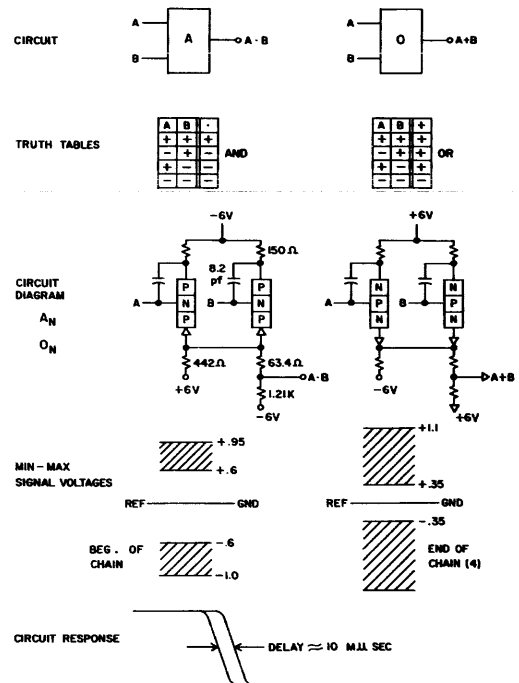 CIRCUIT
A
B
A
A · B
A
B
O
A+B
TRUTH TABLES
A B ·
+ + +
− + −
+ − −
− − −
AND
A B +
+ + +
− + +
+ − +
− − −
OR
CIRCUIT
DIAGRAM
A_N
O_N
−6V
150Ω
8.2
pf
A
P
N
P
B
P
N
P
442Ω
+6V
63.4Ω
A·B
1.21K
−6V
+6V
A
N
P
N
B
N
P
N
−6V
A+B
+6V
MIN-MAX
SIGNAL VOLTAGES
+.95
+.6
REF GND
BEG. OF
CHAIN
−.6
−1.0
+1.1
+.35
REF GND
−.35
END OF
CHAIN (4)
CIRCUIT RESPONSE
DELAY ≈ 10 M.U. SEC